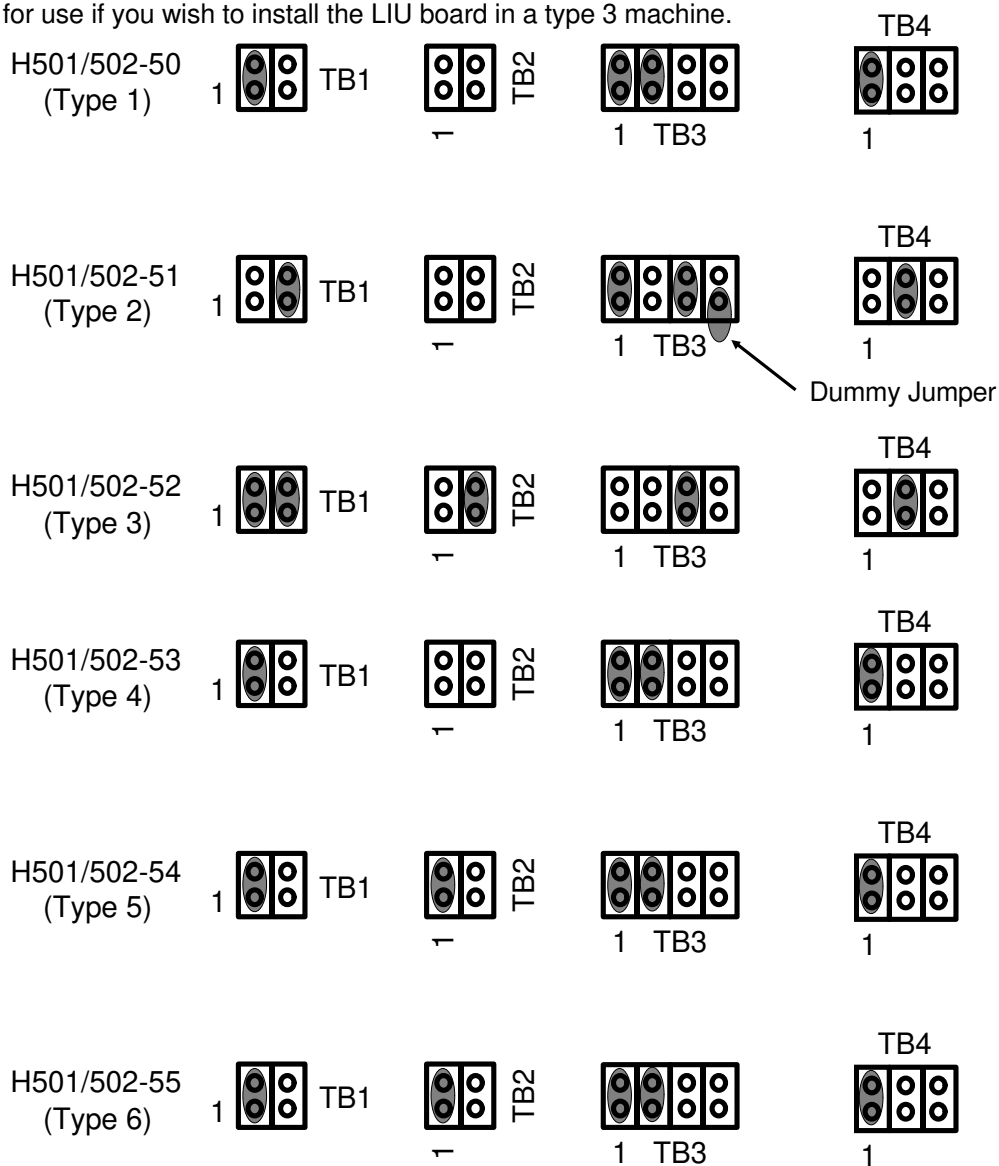 for use if you wish to install the LIU board in a type 3 machine.
TB4
H501/502-50
(Type 1)
1
TB1
TB2
1
1 TB3
1
TB4
H501/502-51
(Type 2)
1
TB1
TB2
1
1 TB3
1
Dummy Jumper
TB4
H501/502-52
(Type 3)
1
TB1
TB2
1
1 TB3
1
TB4
H501/502-53
(Type 4)
1
TB1
TB2
1
1 TB3
1
TB4
H501/502-54
(Type 5)
1
TB1
TB2
1
1 TB3
1
TB4
H501/502-55
(Type 6)
1
TB1
TB2
1
1 TB3
1